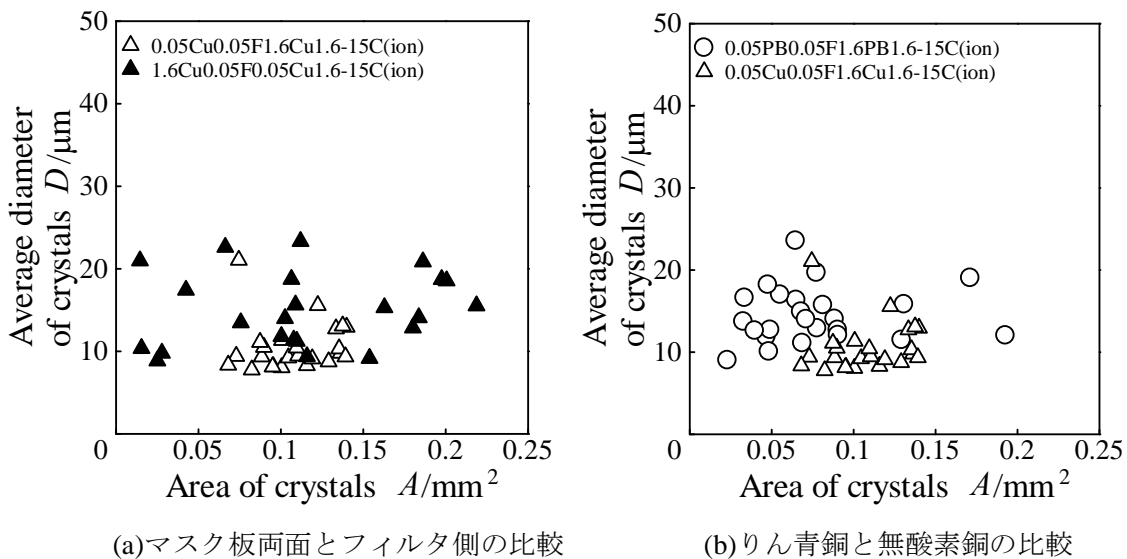 50
△ 0.05Cu0.05F1.6Cu1.6-15C(ion)
▲ 1.6Cu0.05F0.05Cu1.6-15C(ion)
40
30
20
10
0
Average diameter
of crystals D/μm
0 0.05 0.1 0.15 0.2 0.25
Area of crystals A/mm²
(a)マスク板両面とフィルタ側の比較
50
○ 0.05PB0.05F1.6PB1.6-15C(ion)
△ 0.05Cu0.05F1.6Cu1.6-15C(ion)
40
30
20
10
0
Average diameter
of crystals D/μm
0 0.05 0.1 0.15 0.2 0.25
Area of crystals A/mm²
(b)りん青銅と無酸素銅の比較